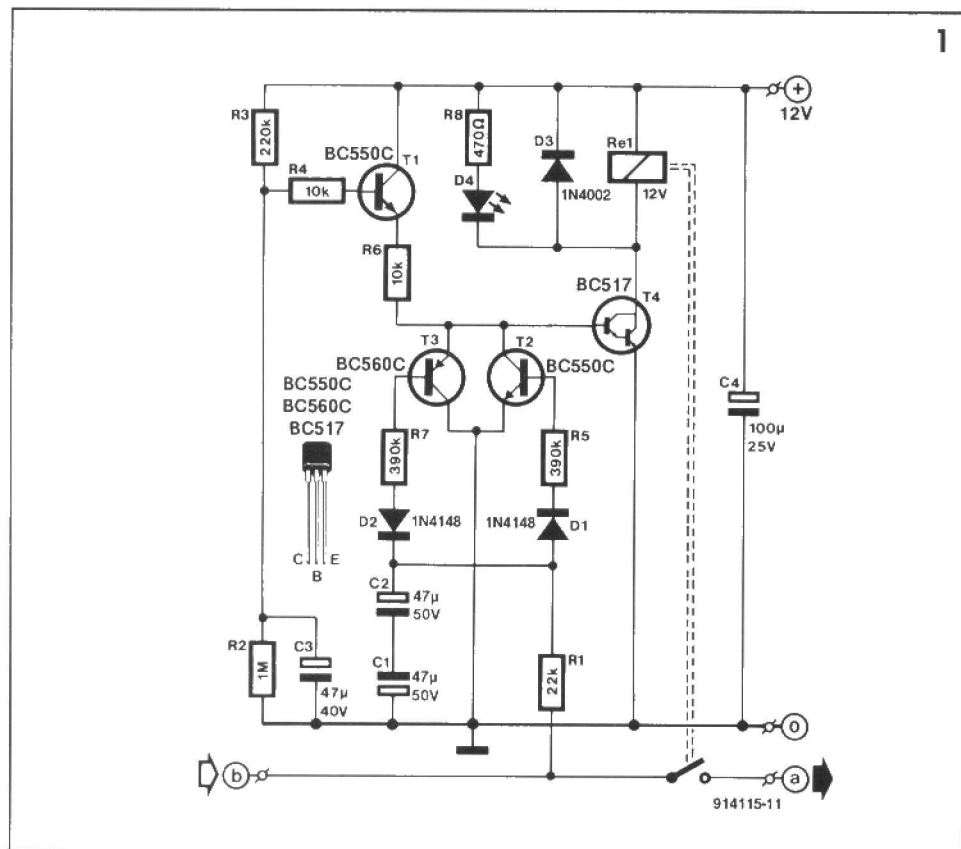 1
+
12V
R3
220k
R4
10k
BC550C
T1
R8
470Ω
D4
D3
1N4002
Re1
12V
R6
10k
BC517
T4
T3
BC560C
T2
BC550C
BC550C
BC560C
BC517
C
B
E
R7
390k
R5
390k
D2
1N4148
1N4148
D1
C4
100µ
25V
C2
47µ
50V
C1
47µ
50V
R2
1M
C3
47µ
40V
R1
22k
0
b
a
914115-11